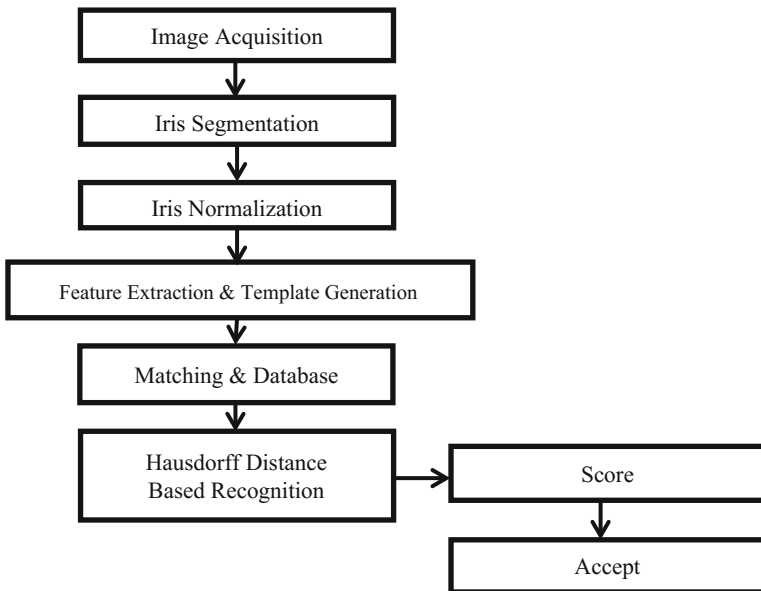 Image Acquisition
Iris Segmentation
Iris Normalization
Feature Extraction & Template Generation
Matching & Database
Hausdorff Distance
Based Recognition
Score
Accept